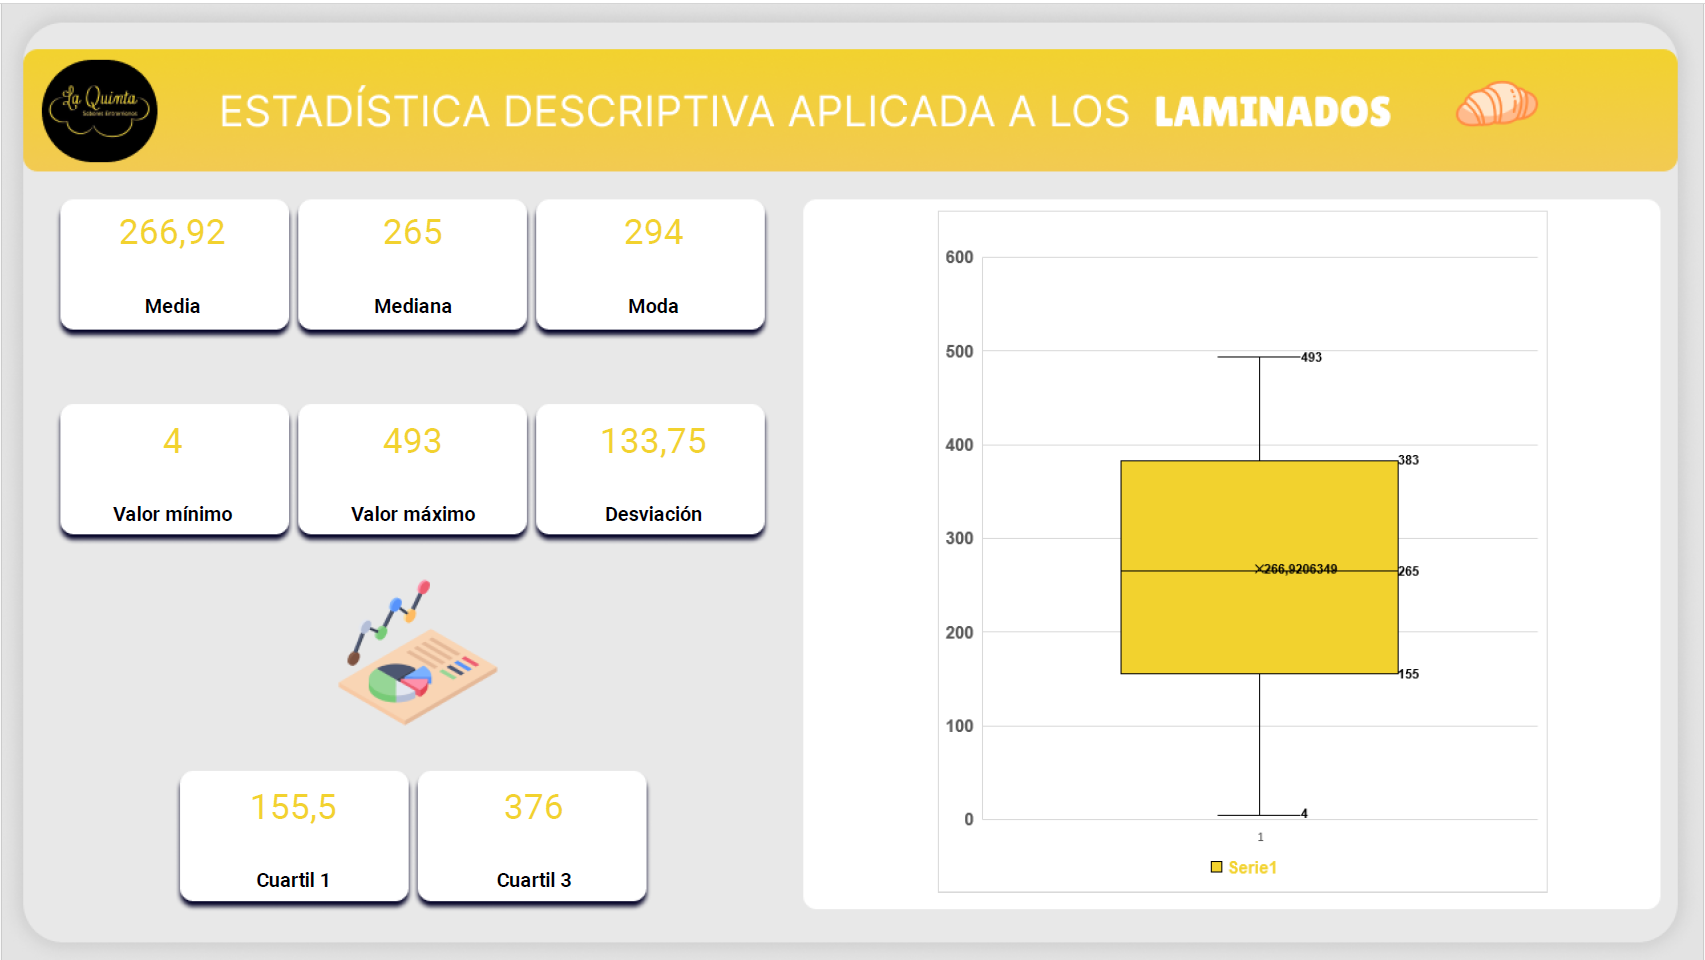 La Quinta
Sabores Entrerrianos
ESTADÍSTICA DESCRIPTIVA APLICADA A LOS LAMINADOS
266,92
Media
265
Mediana
294
Moda
4
Valor mínimo
493
Valor máximo
133,75
Desviación
155,5
Cuartil 1
376
Cuartil 3
600
500
400
300
200
100
0
493
383
266,9206349
265
155
4
1
Serie1